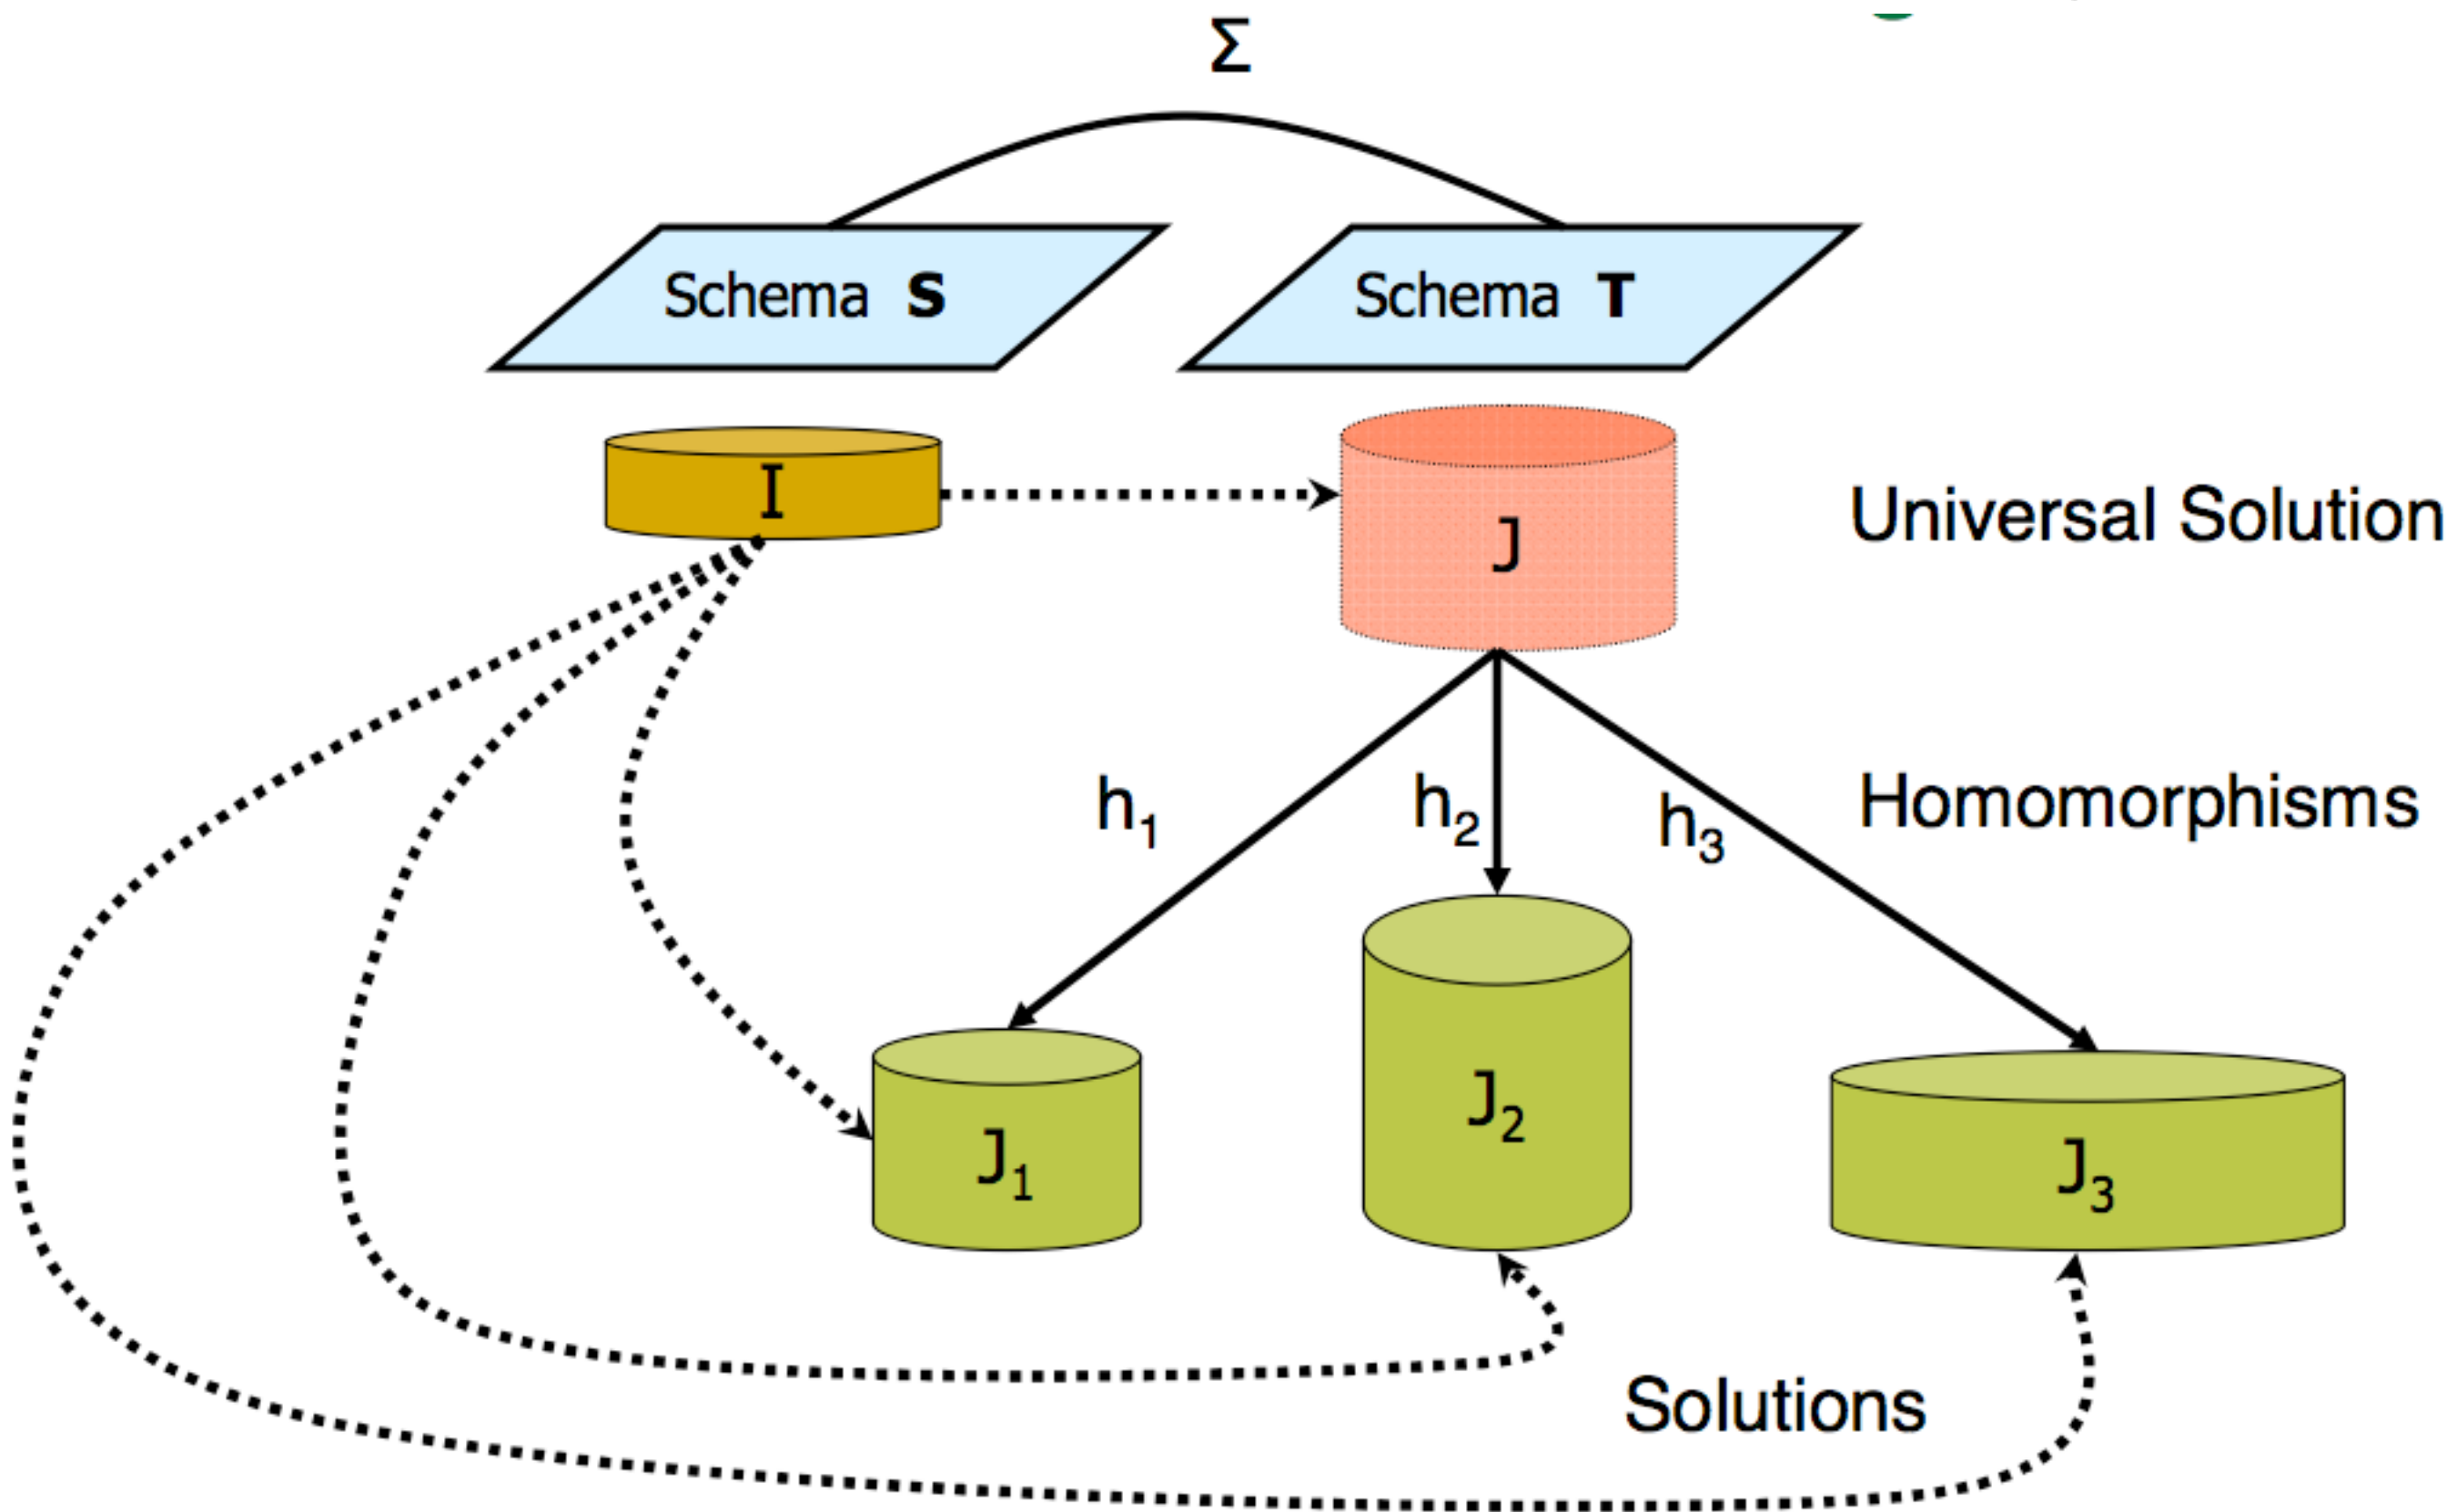 Σ
Schema S
Schema T
I
J
Universal Solution
h1
h2
h3
Homomorphisms
J1
J2
J3
Solutions